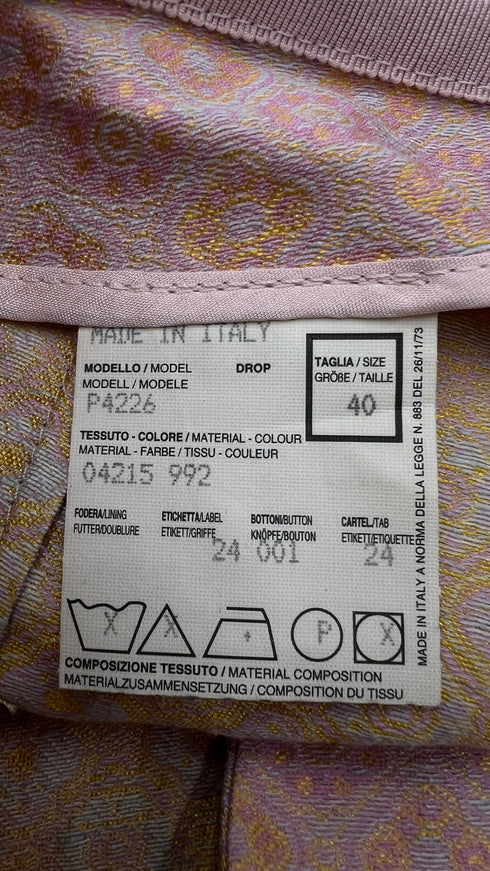 MADE IN ITALY
MODELLO / MODEL DROP
MODELL / MODELE
P4226
TAGLIA / SIZE
GRÖßE / TAILLE
40
TESSUTO - COLORE / MATERIAL - COLOUR
MATERIAL - FARBE / TISSU - COULEUR
04215 992
FODERA/LINING ETICHETTA/LABEL BOTTONI/BUTTON CARTEL/TAB
FUTTER/DOUBLURE ETIKETT/GRIFFE KNÖPFE/BOUTON ETIKETT/ETIQUETTE
24 001 24
X X • P X
COMPOSIZIONE TESSUTO / MATERIAL COMPOSITION
MATERIALZUSAMMENSETZUNG / COMPOSITION DU TISSU
MADE IN ITALY A NORMA DELLA LEGGE N. 883 DEL 26/11/73